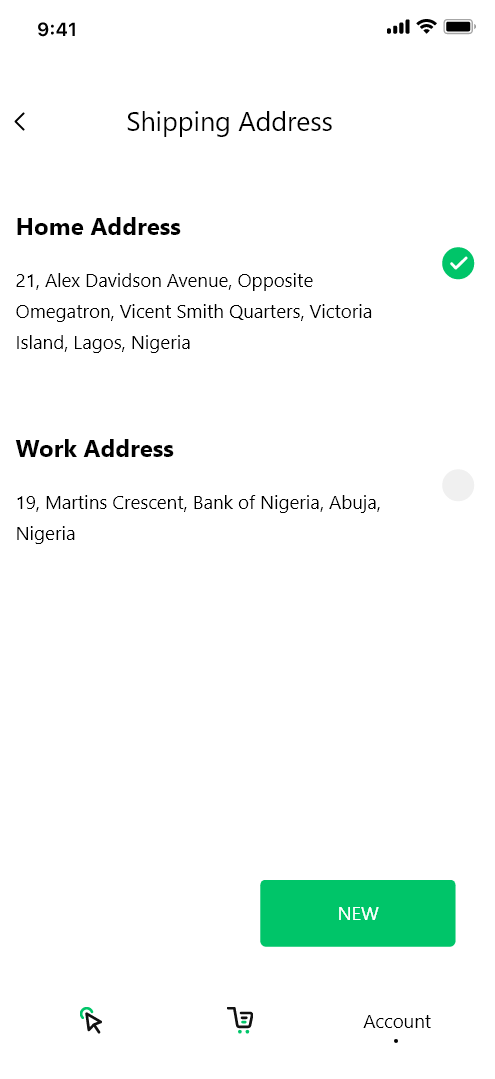 9:41
Shipping Address
Home Address
21, Alex Davidson Avenue, Opposite
Omegatron, Vicent Smith Quarters, Victoria
Island, Lagos, Nigeria
Work Address
19, Martins Crescent, Bank of Nigeria, Abuja,
Nigeria
NEW
Account